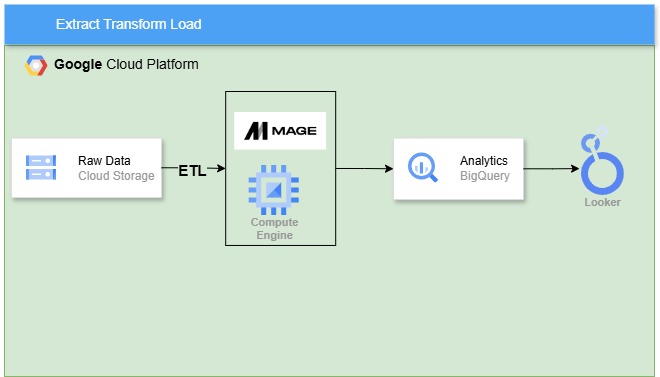 Extract Transform Load
Google Cloud Platform
Raw Data
Cloud Storage
ETL
MAGE
Compute
Engine
Analytics
BigQuery
Looker